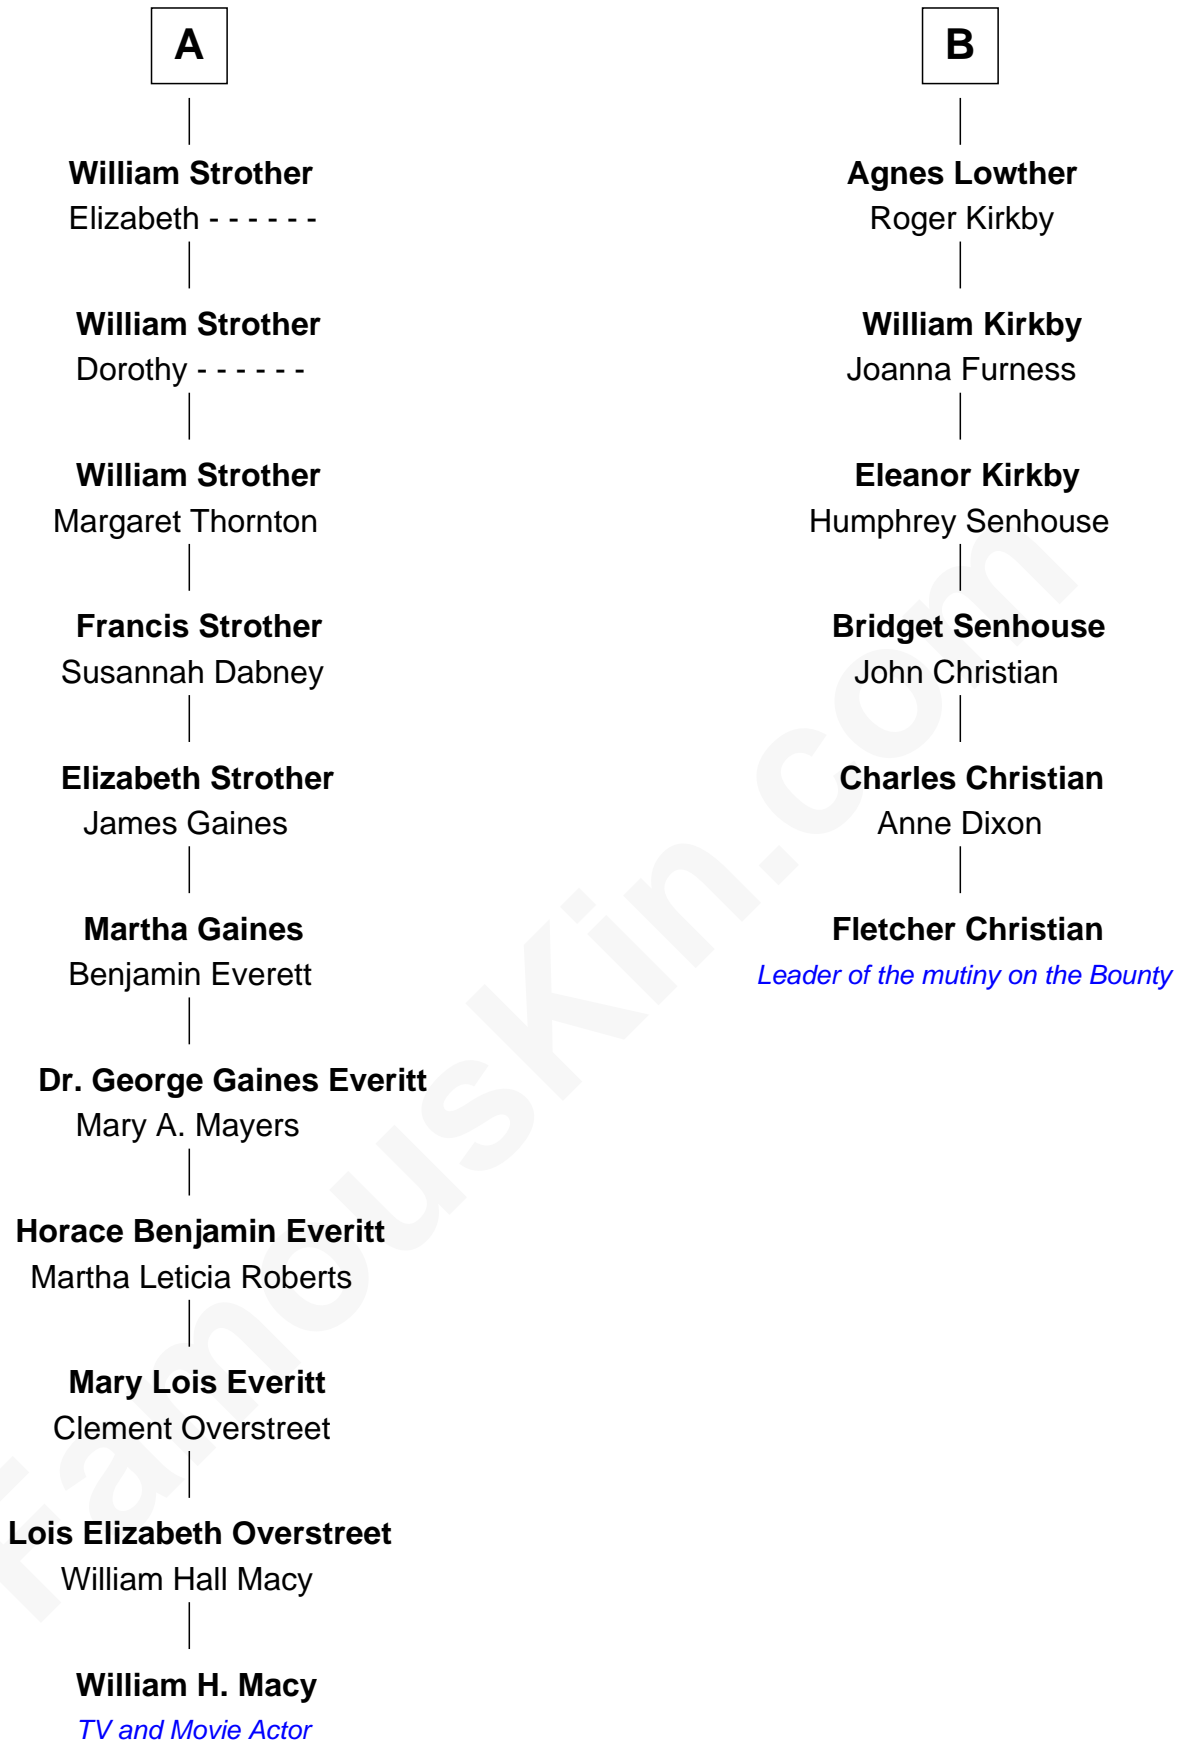 A
William Strother
Elizabeth - - - - - -
William Strother
Dorothy - - - - - -
William Strother
Margaret Thornton
Francis Strother
Susannah Dabney
Elizabeth Strother
James Gaines
Martha Gaines
Benjamin Everett
Dr. George Gaines Everitt
Mary A. Mayers
Horace Benjamin Everitt
Martha Leticia Roberts
Mary Lois Everitt
Clement Overstreet
Lois Elizabeth Overstreet
William Hall Macy
William H. Macy
TV and Movie Actor
B
Agnes Lowther
Roger Kirkby
William Kirkby
Joanna Furness
Eleanor Kirkby
Humphrey Senhouse
Bridget Senhouse
John Christian
Charles Christian
Anne Dixon
Fletcher Christian
Leader of the mutiny on the Bounty
FamousKin.com